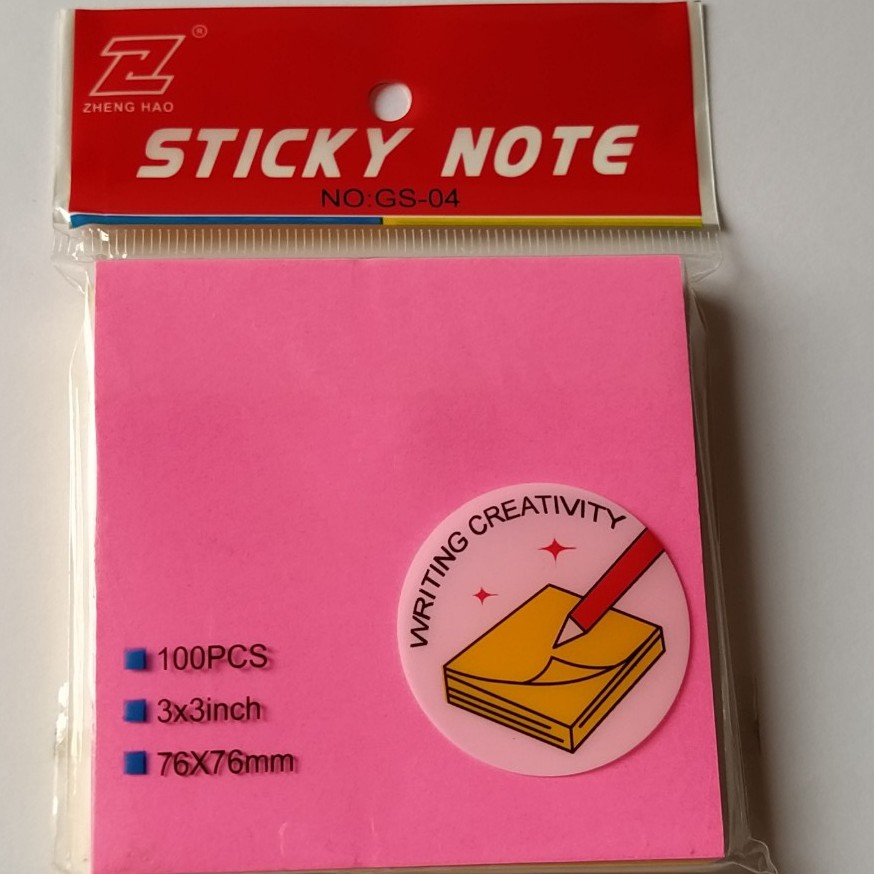 ®
ZHENG HAO
STICKY NOTE
NO:GS-04
WRITING CREATIVITY
100PCS
3x3inch
76X76mm